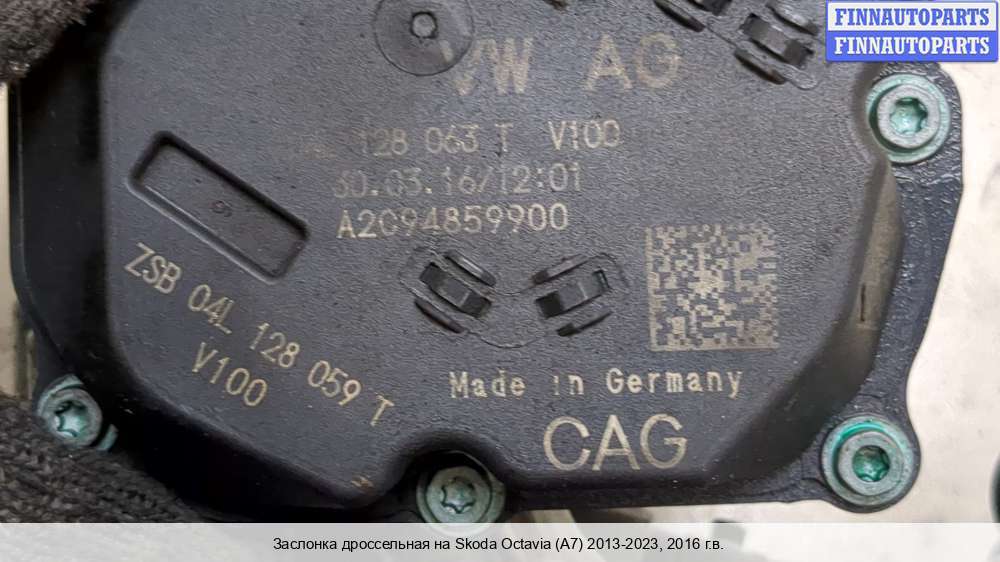 FINNAUTOPARTS
FINNAUTOPARTS
VW AG
128 063 T V100
30.03.16/12:01
A2C94859900
ZSB 04L 128 059 T
V100
Made in Germany
CAG
Заслонка дроссельная на Skoda Octavia (A7) 2013-2023, 2016 г.в.